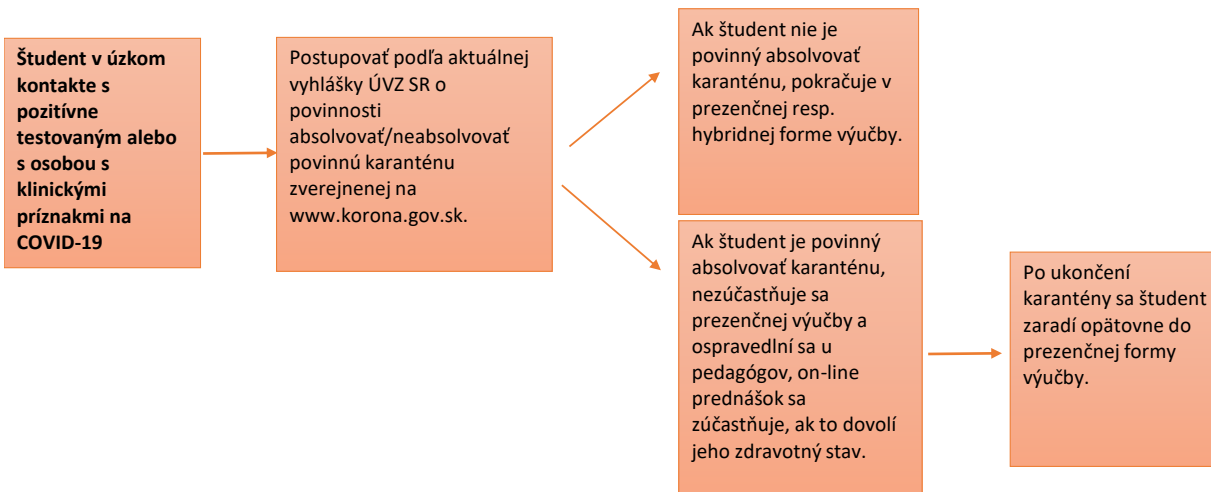 Študent v úzkom
kontakte s
pozitívne
testovaným alebo
s osobou s
klinickými
príznakmi na
COVID-19
Postupovať podľa aktuálnej
vyhlášky ÚVZ SR o
povinnosti
absolvovať/neabsolvovať
povinnú karanténu
zverejnenej na
www.korona.gov.sk.
Ak študent nie je
povinný absolvovať
karanténu, pokračuje v
prezenčnej resp.
hybridnej forme výučby.
Ak študent je povinný
absolvovať karanténu,
nezúčastňuje sa
prezenčnej výučby a
ospravedlní sa u
pedagógov, on-line
prednášok sa
zúčastňuje, ak to dovolí
jeho zdravotný stav.
Po ukončení
karantény sa študent
zaradí opätovne do
prezenčnej formy
výučby.